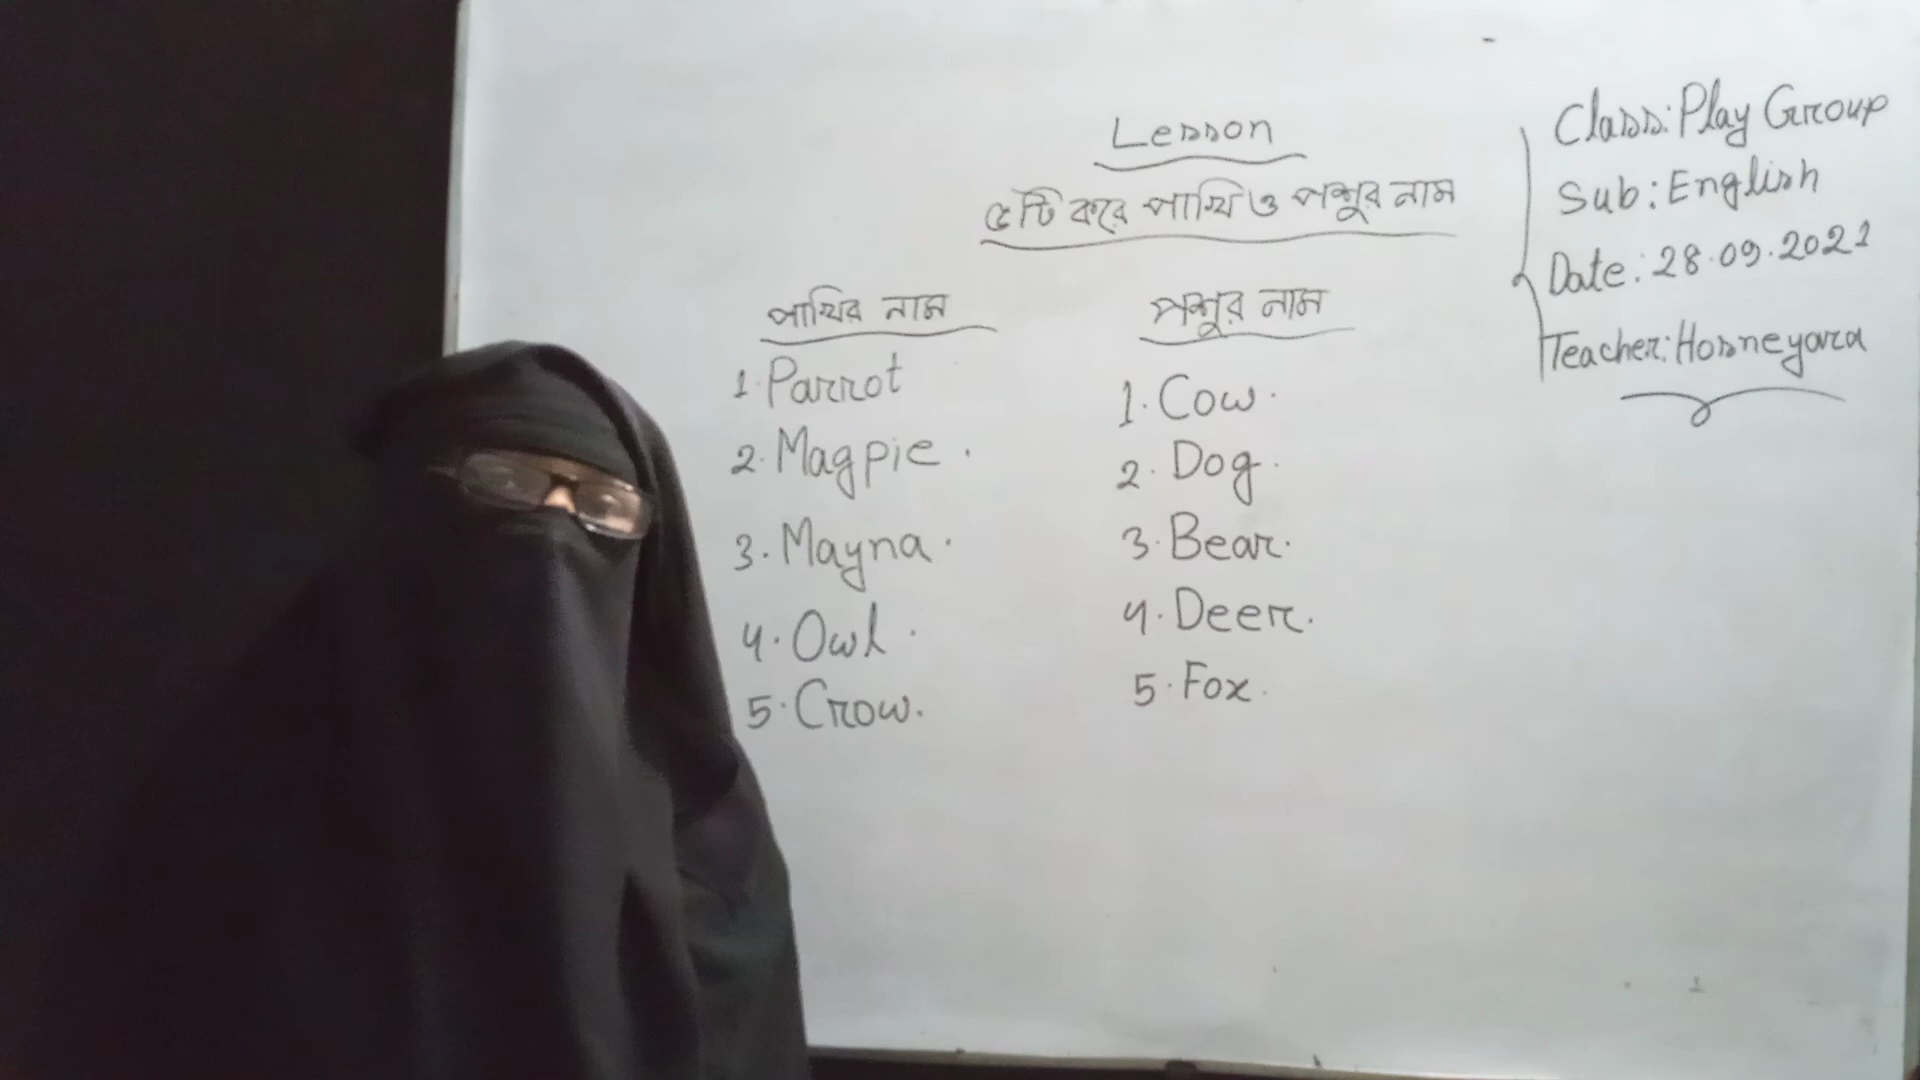 Lesson
৫টি করে পাখি ও পশুর নাম
Class: Play Group
Sub: English
Date: 28.09.2021
Teacher: Hosneyara
পাখির নাম
1. Parrot
2. Magpie.
3. Mayna.
4. Owl.
5. Crow.
পশুর নাম
1. Cow.
2. Dog.
3. Bear.
4. Deer.
5. Fox.